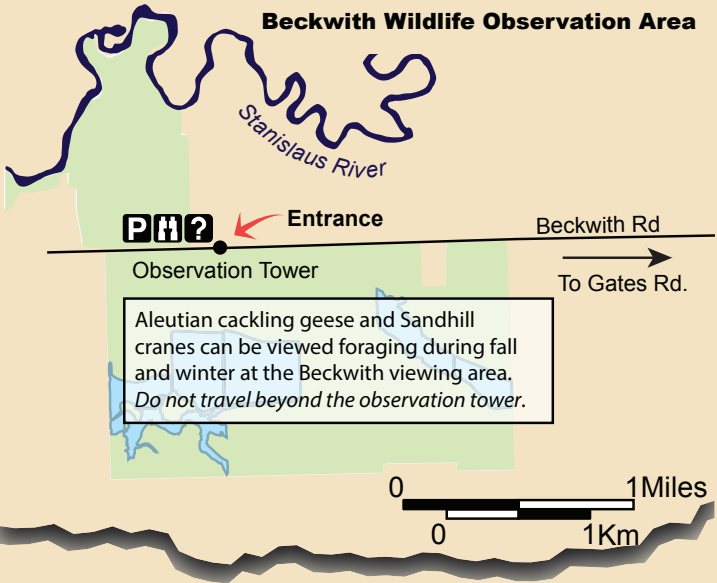 Beckwith Wildlife Observation Area
Stanislaus River
P ?
Entrance
Beckwith Rd
Observation Tower
To Gates Rd.
Aleutian cackling geese and Sandhill
cranes can be viewed foraging during fall
and winter at the Beckwith viewing area.
Do not travel beyond the observation tower.
0 1Miles
0 1Km